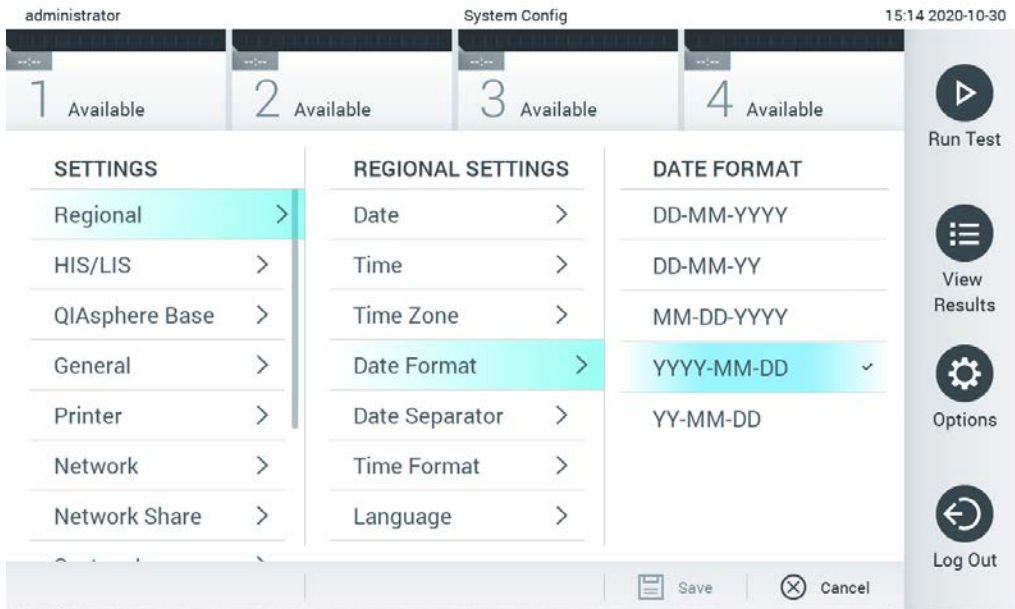 administrator
System Config
15:14 2020-10-30
--:--
--:--
--:--
--:--
1 Available
2 Available
3 Available
4 Available
Run Test
SETTINGS
Regional
HIS/LIS
QIAsphere Base
General
Printer
Network
Network Share
REGIONAL SETTINGS
Date
Time
Time Zone
Date Format
Date Separator
Time Format
Language
DATE FORMAT
DD-MM-YYYY
DD-MM-YY
MM-DD-YYYY
YYYY-MM-DD
YY-MM-DD
View
Results
Options
Log Out
Save
Cancel